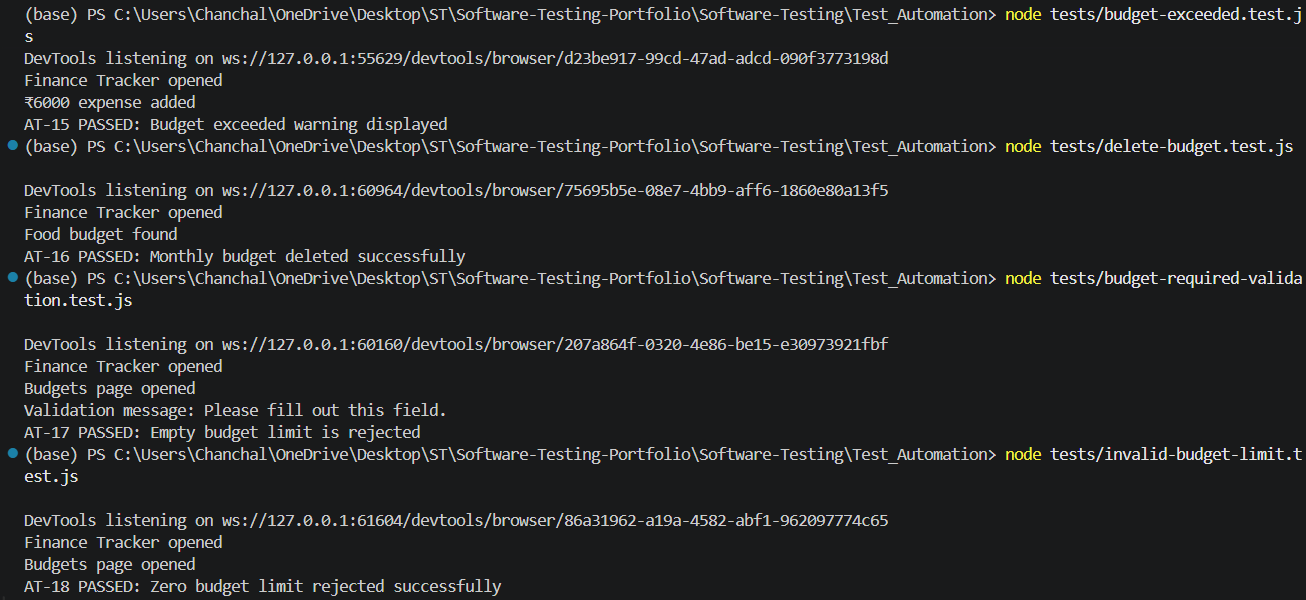 (base) PS C:\Users\Chanchal\OneDrive\Desktop\ST\Software-Testing-Portfolio\Software-Testing\Test_Automation> node tests/budget-exceeded.test.j
s
DevTools listening on ws://127.0.0.1:55629/devtools/browser/d23be917-99cd-47ad-adcd-090f3773198d
Finance Tracker opened
₹6000 expense added
AT-15 PASSED: Budget exceeded warning displayed
(base) PS C:\Users\Chanchal\OneDrive\Desktop\ST\Software-Testing-Portfolio\Software-Testing\Test_Automation> node tests/delete-budget.test.js
DevTools listening on ws://127.0.0.1:60964/devtools/browser/75695b5e-08e7-4bb9-aff6-1860e80a13f5
Finance Tracker opened
Food budget found
AT-16 PASSED: Monthly budget deleted successfully
(base) PS C:\Users\Chanchal\OneDrive\Desktop\ST\Software-Testing-Portfolio\Software-Testing\Test_Automation> node tests/budget-required-valida
tion.test.js
DevTools listening on ws://127.0.0.1:60160/devtools/browser/207a864f-0320-4e86-be15-e30973921fbf
Finance Tracker opened
Budgets page opened
Validation message: Please fill out this field.
AT-17 PASSED: Empty budget limit is rejected
(base) PS C:\Users\Chanchal\OneDrive\Desktop\ST\Software-Testing-Portfolio\Software-Testing\Test_Automation> node tests/invalid-budget-limit.t
est.js
DevTools listening on ws://127.0.0.1:61604/devtools/browser/86a31962-a19a-4582-abf1-962097774c65
Finance Tracker opened
Budgets page opened
AT-18 PASSED: Zero budget limit rejected successfully